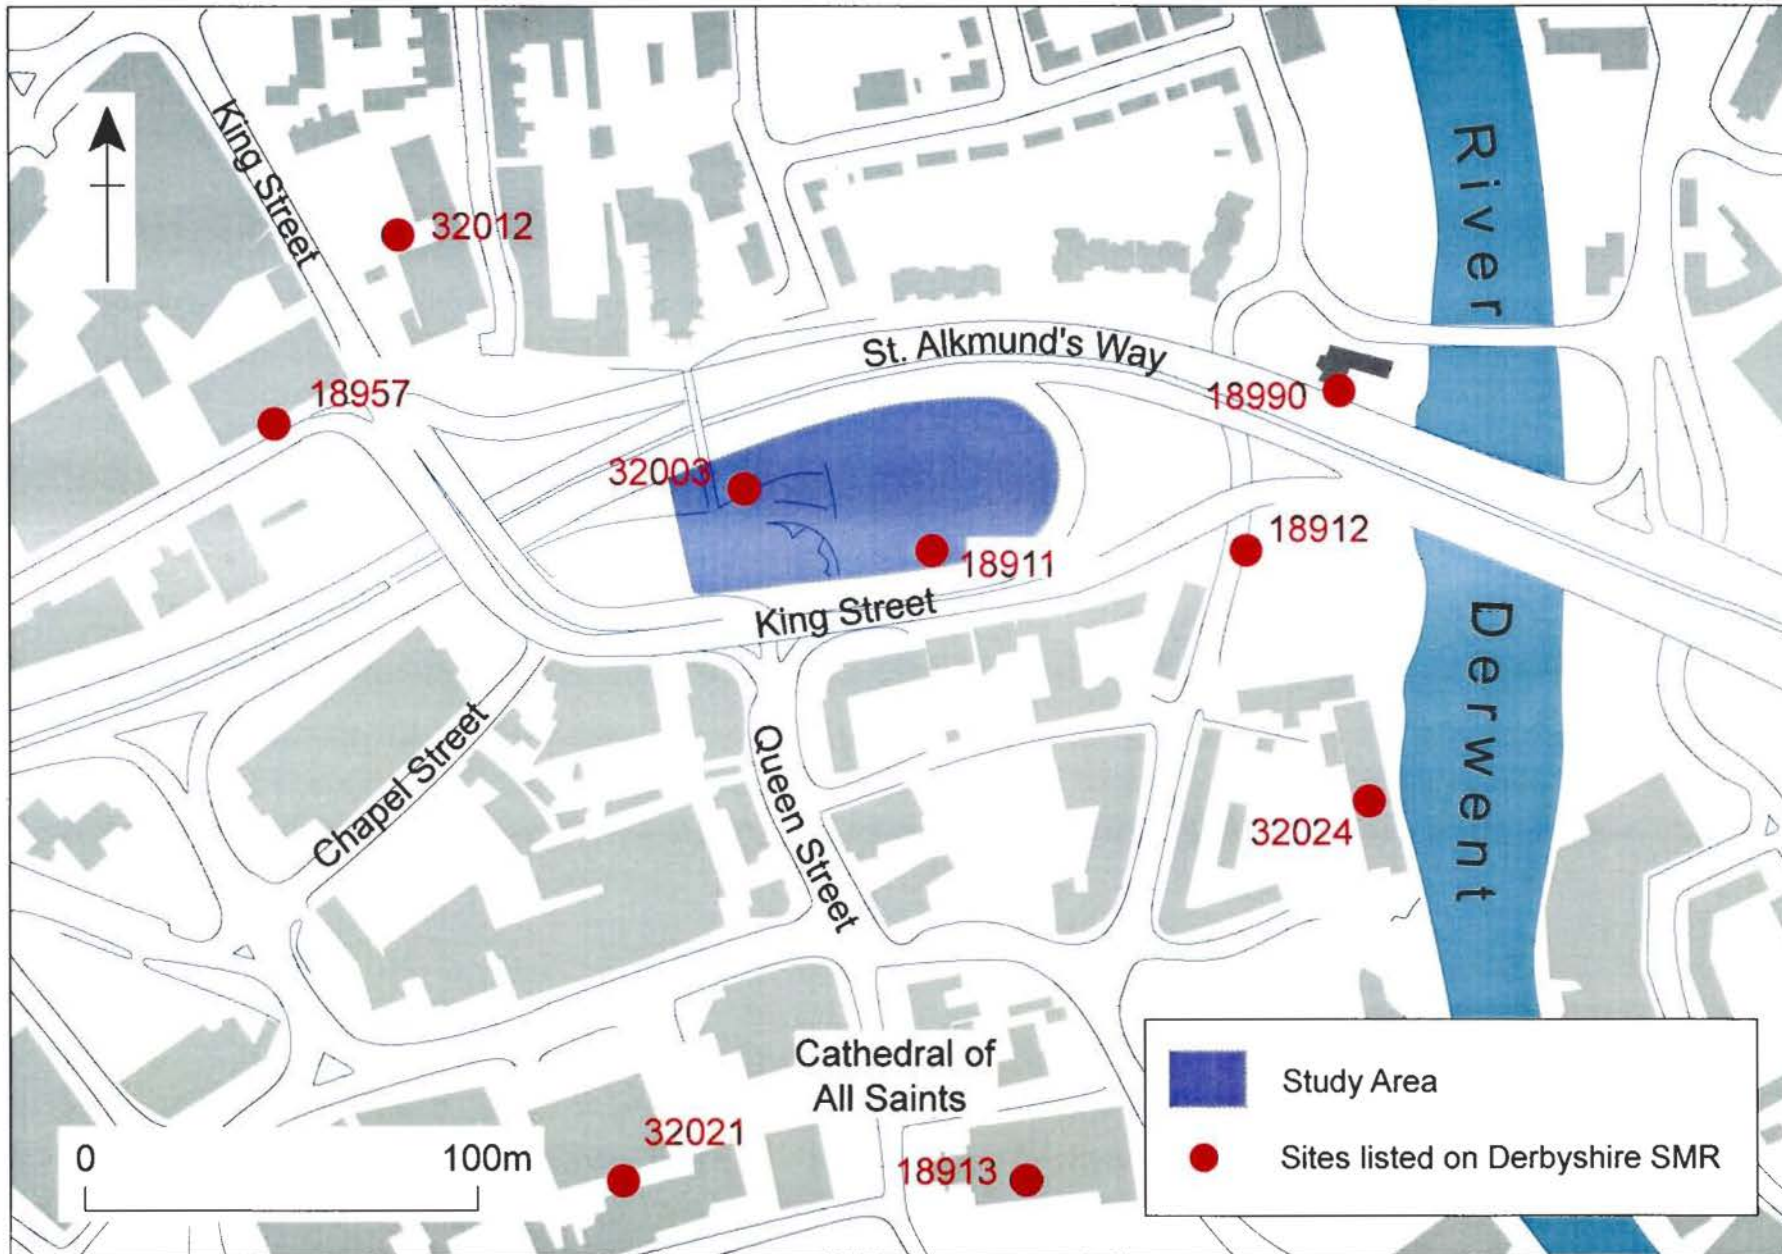 King Street
River
32012
St. Alkmund's Way
18957
18990
32003
18912
18911
King Street
Derwent
Chapel Street
Queen Street
32024
Cathedral of
All Saints
Study Area
32021
0
100m
18913
Sites listed on Derbyshire SMR